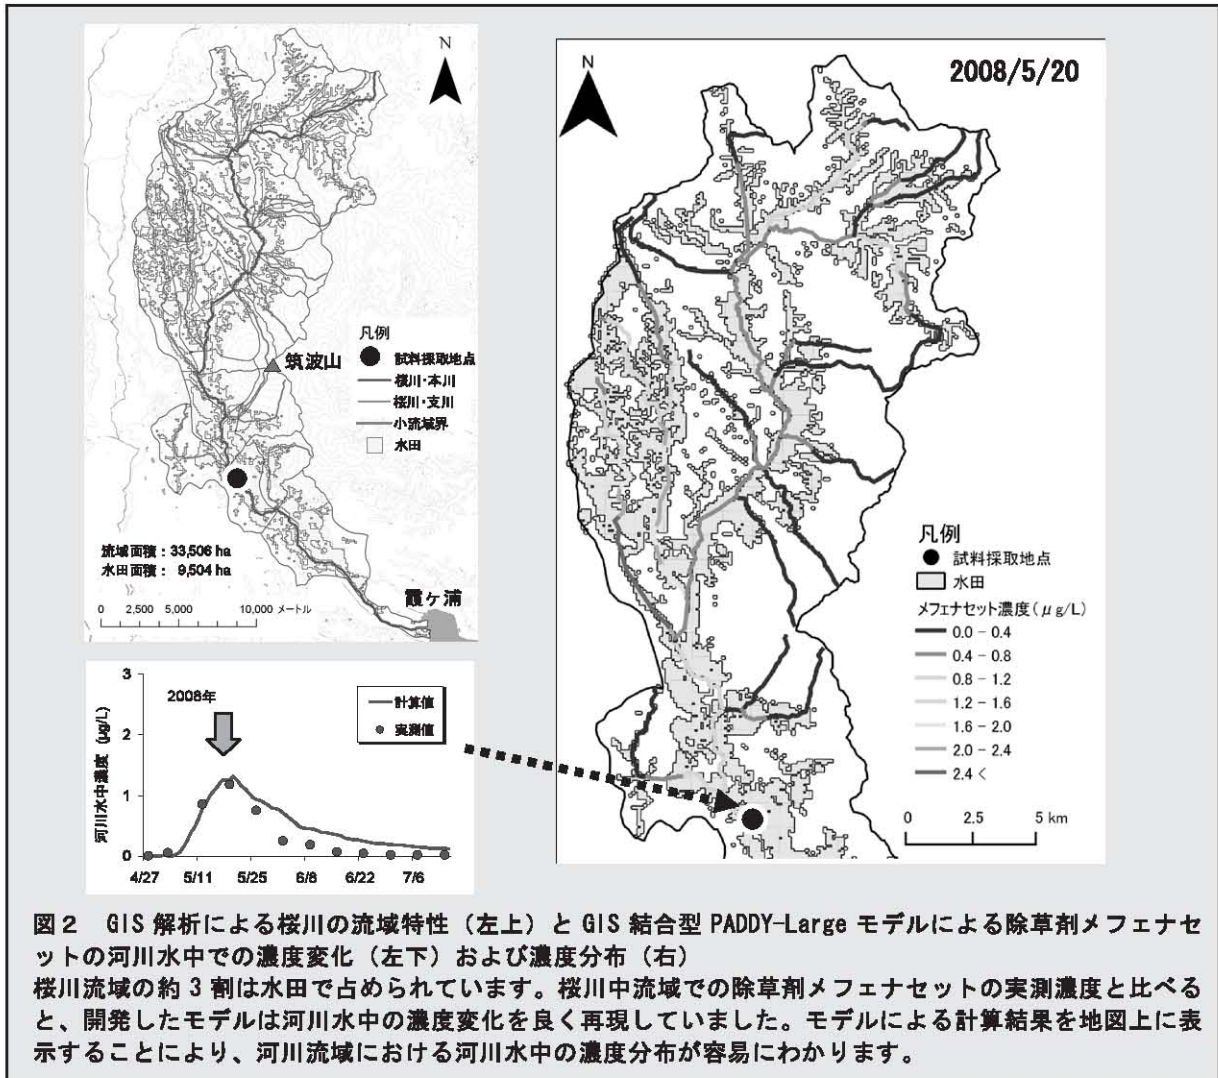 N
筑波山
凡例
試料採取地点
桜川・本川
桜川・支川
小流域界
水田
流域面積：33,506 ha
水田面積： 9,504 ha
0 2,500 5,000 10,000 メートル
霞ヶ浦
N
2008/5/20
凡例
試料採取地点
水田
メフェナセット濃度(μg/L)
0.0 - 0.4
0.4 - 0.8
0.8 - 1.2
1.2 - 1.6
1.6 - 2.0
2.0 - 2.4
2.4 <
0 2.5 5 km
河川水中濃度 (μg/L)
3
2
1
0
2008年
計算値
実測値
4/27 5/11 5/25 6/8 6/22 7/6
図２ GIS 解析による桜川の流域特性（左上）と GIS 結合型 PADDY-Large モデルによる除草剤メフェナセ
ットの河川水中での濃度変化（左下）および濃度分布（右）
桜川流域の約３割は水田で占められています。桜川中流域での除草剤メフェナセットの実測濃度と比べる
と、開発したモデルは河川水中の濃度変化を良く再現していました。モデルによる計算結果を地図上に表
示することにより、河川流域における河川水中の濃度分布が容易にわかります。